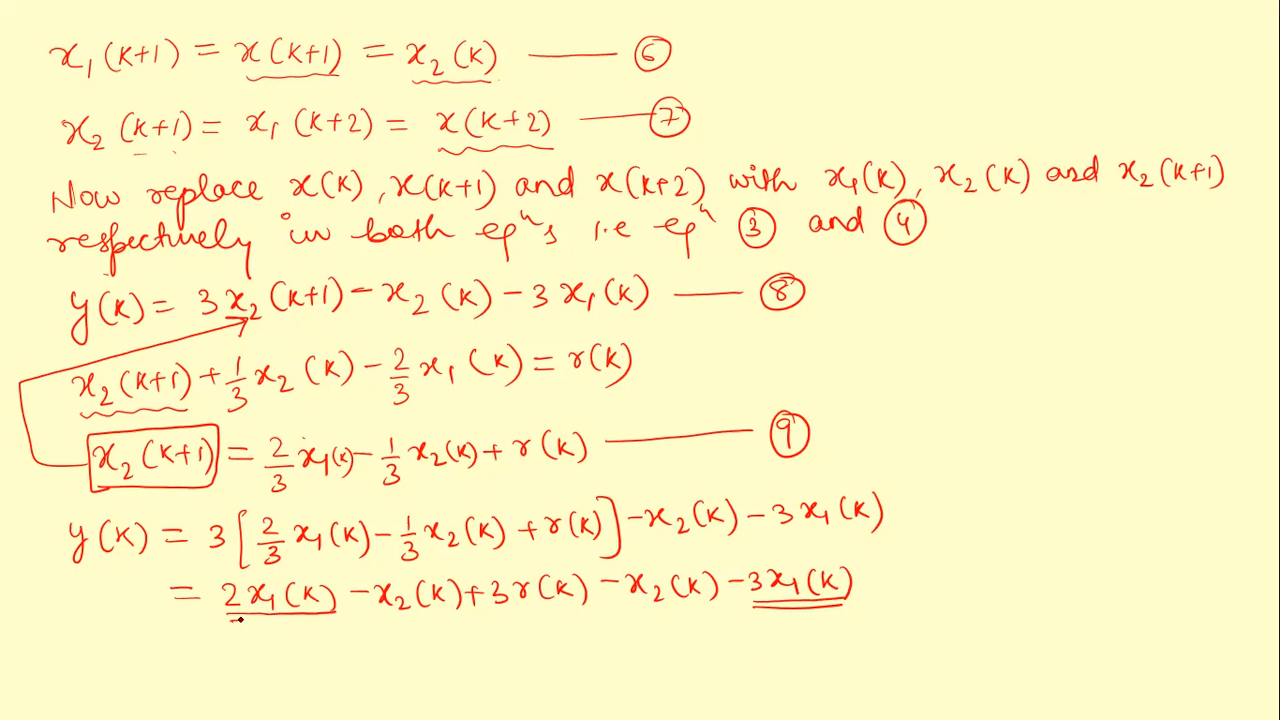 x₁(k+1) = x(k+1) = x₂(k) —— ⑥
x₂(k+1) = x₁(k+2) = x(k+2) —— ⑦
Now replace x(k), x(k+1) and x(k+2) with x₁(k), x₂(k) and x₂(k+1)
respectively in both eqⁿs i.e eqⁿ ③ and ④
y(k) = 3x₂(k+1) - x₂(k) - 3x₁(k) —— ⑧
x₂(k+1) + 1/3 x₂(k) - 2/3 x₁(k) = r(k)
x₂(k+1) = 2/3 x₁(k) - 1/3 x₂(k) + r(k) —— ⑨
y(k) = 3[2/3 x₁(k) - 1/3 x₂(k) + r(k)] - x₂(k) - 3x₁(k)
= 2x₁(k) - x₂(k) + 3r(k) - x₂(k) - 3x₁(k)